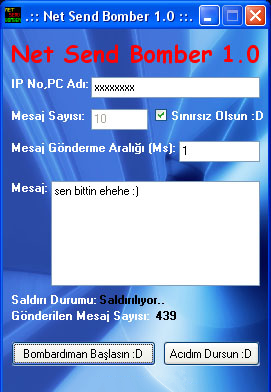 .:: Net Send Bomber 1.0 ::.
Net Send Bomber 1.0
IP No,PC Adı: xxxxxxxx
Mesaj Sayısı: 10 Sınırsız Olsun :D
Mesaj Gönderme Aralığı (Ms): 1
Mesaj: sen bittin ehehe :)
Saldırı Durumu: Saldırılıyor..
Gönderilen Mesaj Sayısı: 439
Bombardıman Başlasın :D Acıdım Dursun :D